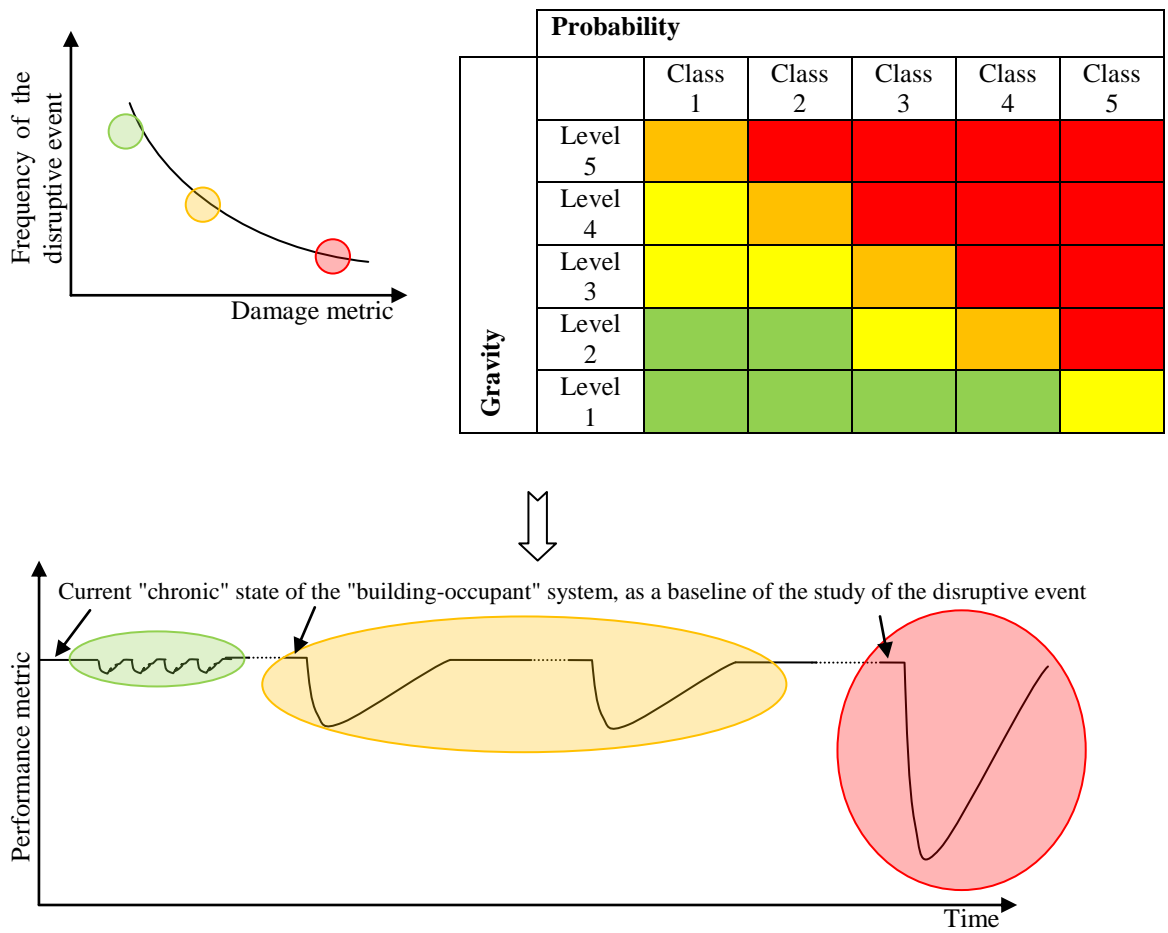 Frequency of the
disruptive event
Damage metric
Probability
Class
1
Class
2
Class
3
Class
4
Class
5
Gravity
Level
5
Level
4
Level
3
Level
2
Level
1
Current "chronic" state of the "building-occupant" system, as a baseline of the study of the disruptive event
Performance metric
Time